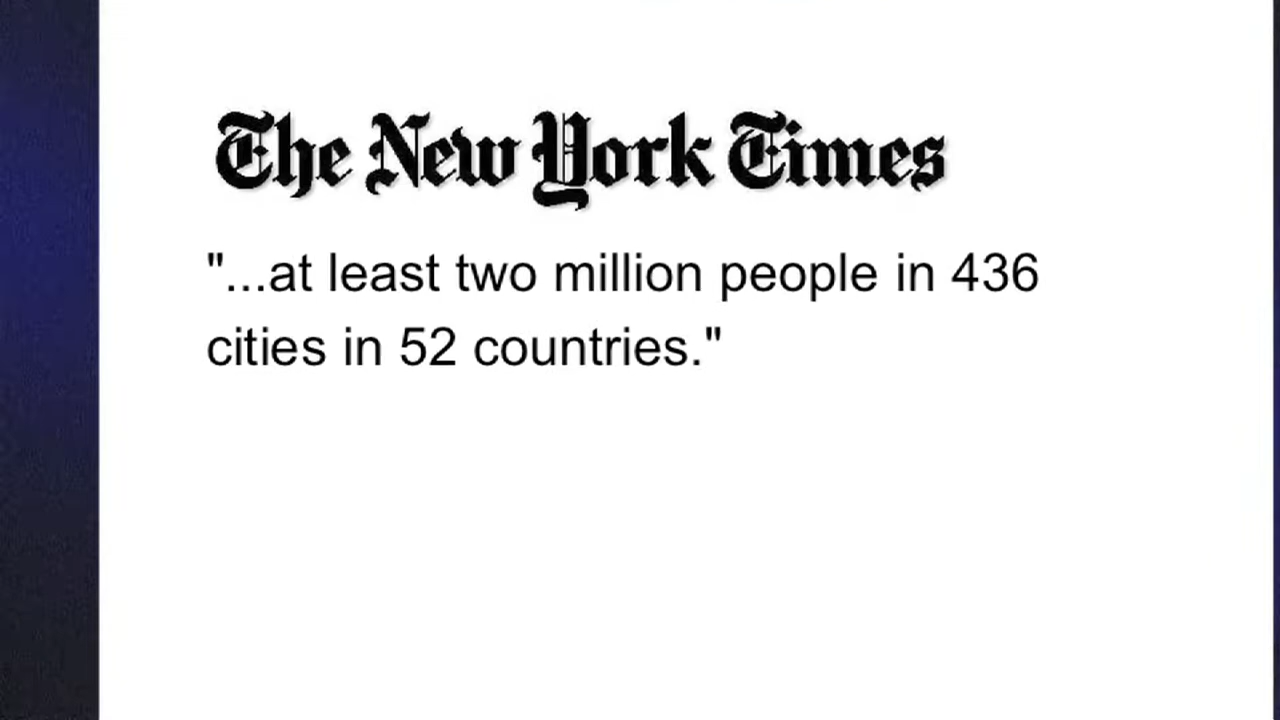 The New York Times
"...at least two million people in 436
cities in 52 countries."